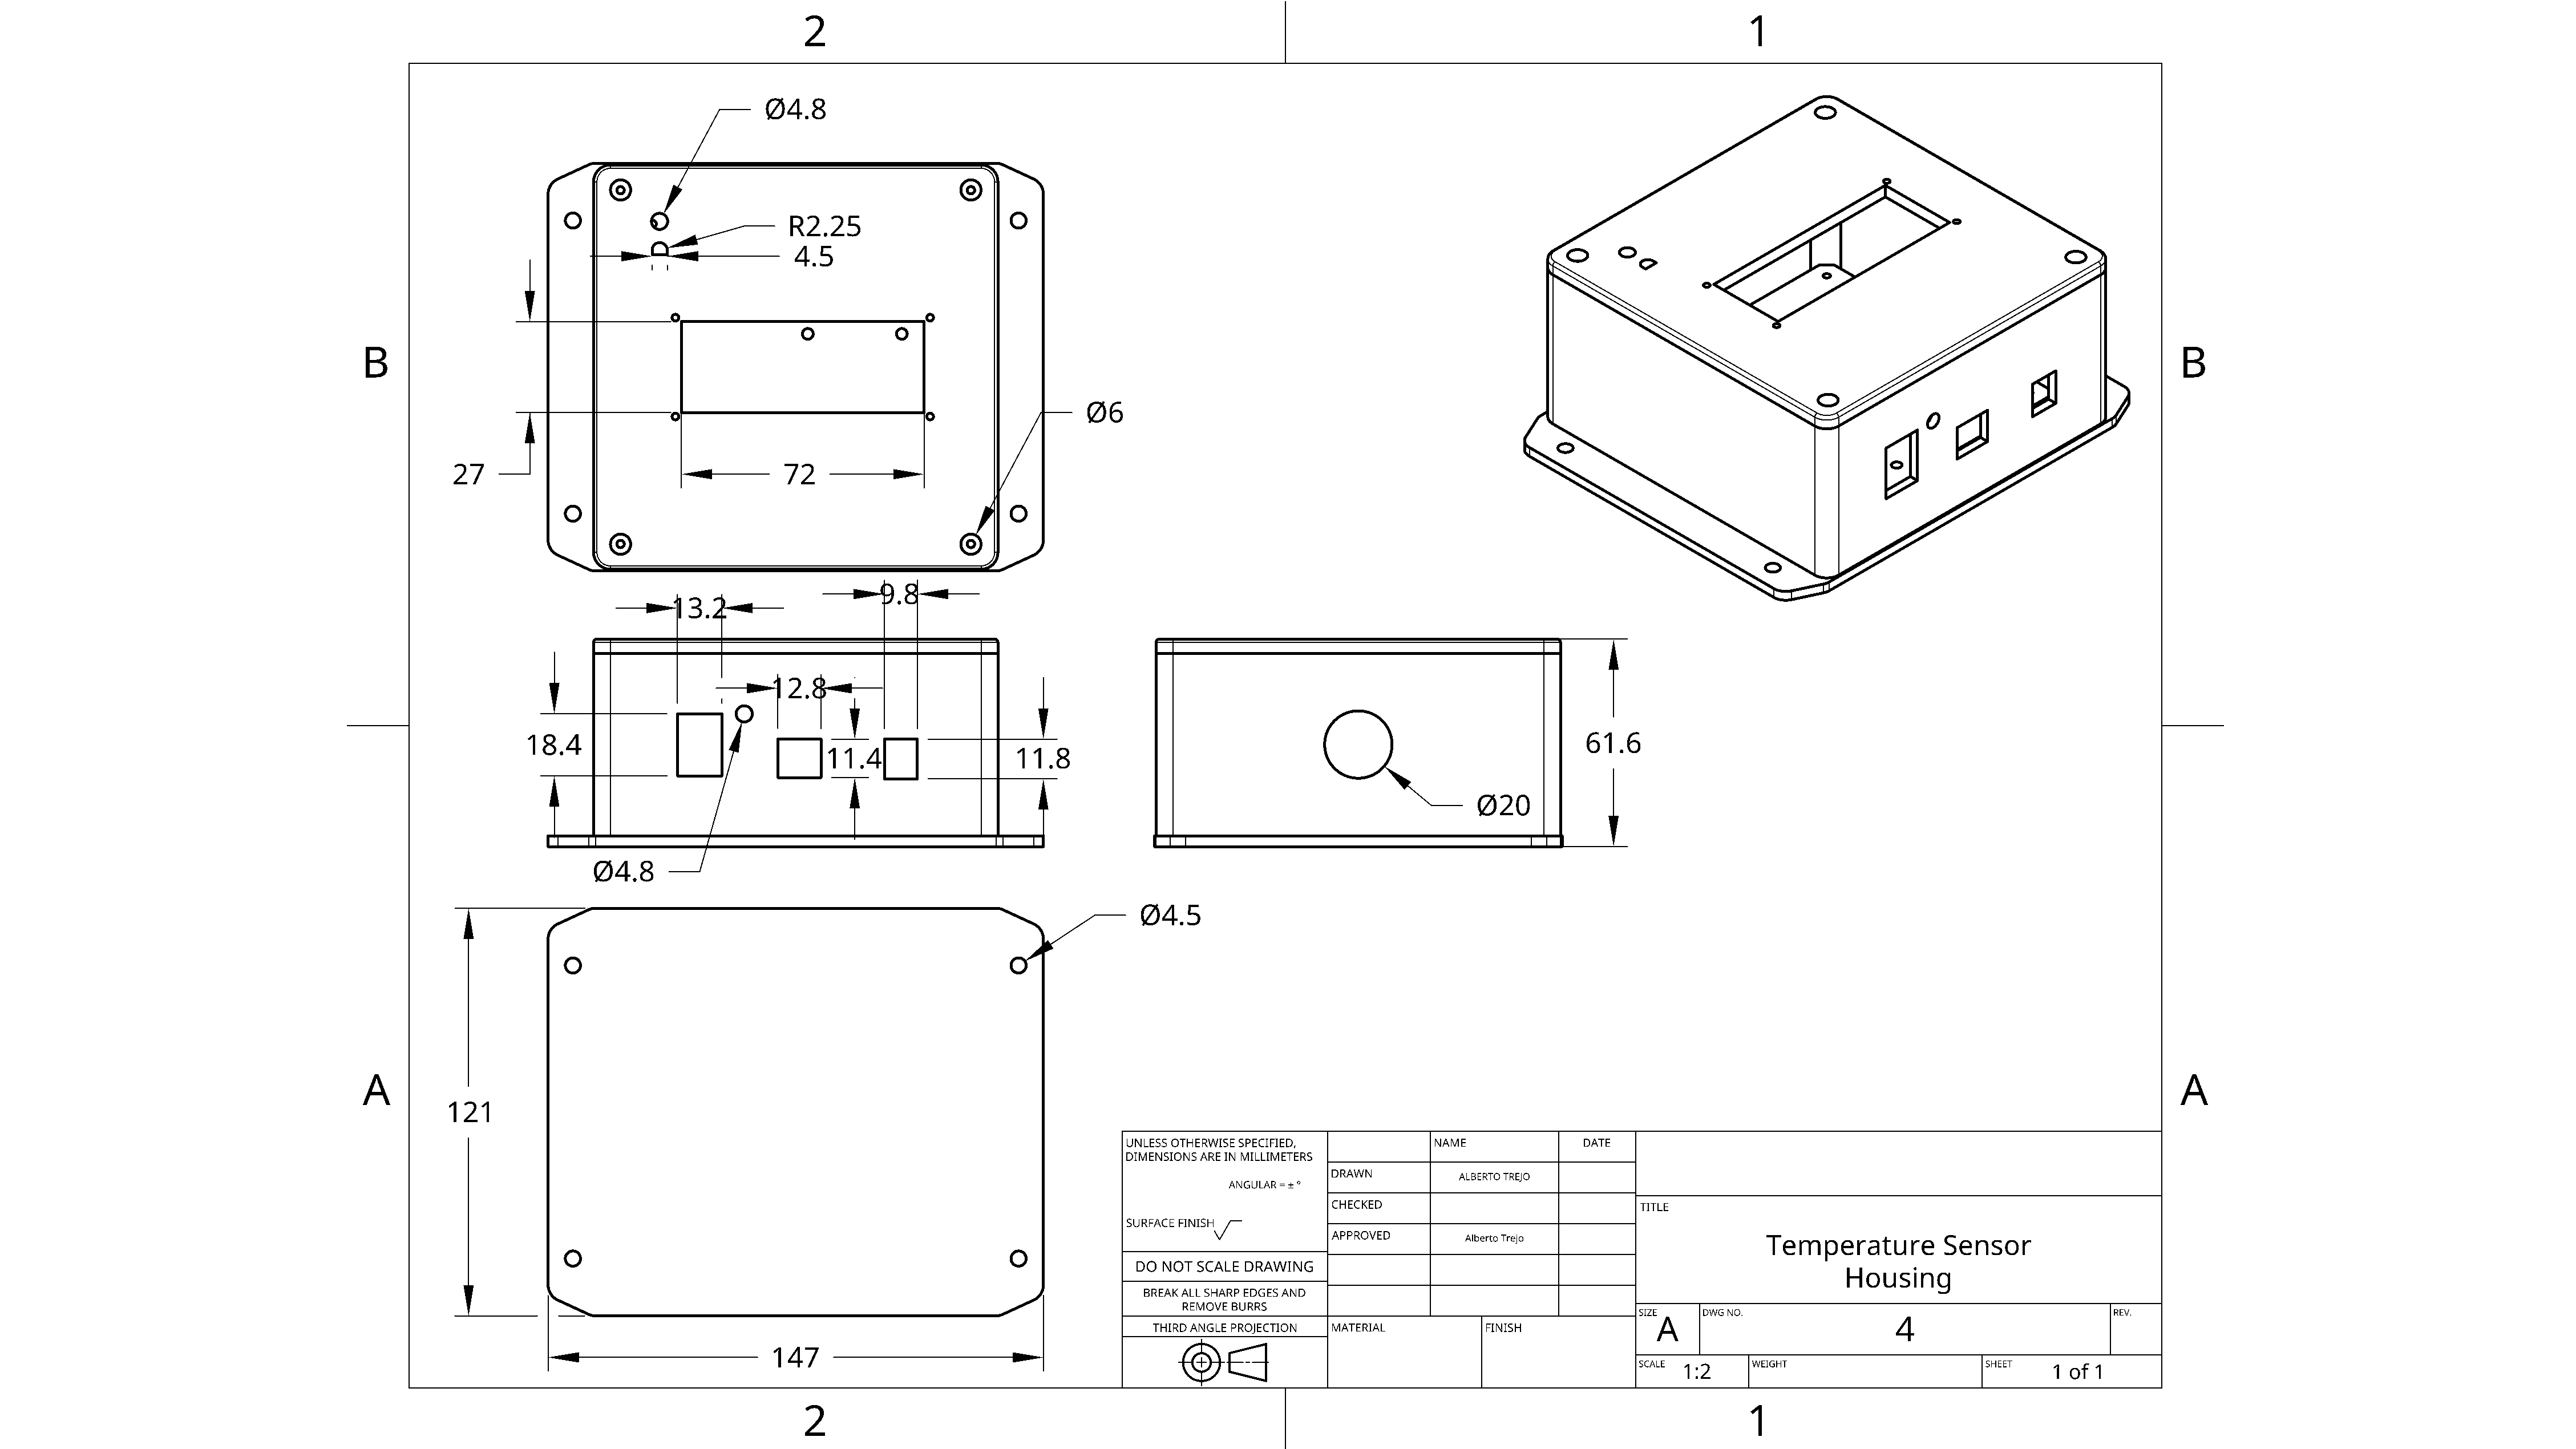 2
1
Ø4.8
R2.25
4.5
B
B
Ø6
27
72
13.2
9.8
12.8
18.4
11.4
11.8
61.6
Ø20
Ø4.8
Ø4.5
A
A
121
147
UNLESS OTHERWISE SPECIFIED,
DIMENSIONS ARE IN MILLIMETERS
ANGULAR = ± °
SURFACE FINISH
DO NOT SCALE DRAWING
BREAK ALL SHARP EDGES AND
REMOVE BURRS
THIRD ANGLE PROJECTION
NAME
DATE
DRAWN
ALBERTO TREJO
CHECKED
APPROVED
Alberto Trejo
MATERIAL
FINISH
TITLE
Temperature Sensor
Housing
SIZE
A
DWG NO.
4
REV.
SCALE
1:2
WEIGHT
SHEET
1 of 1
2
1